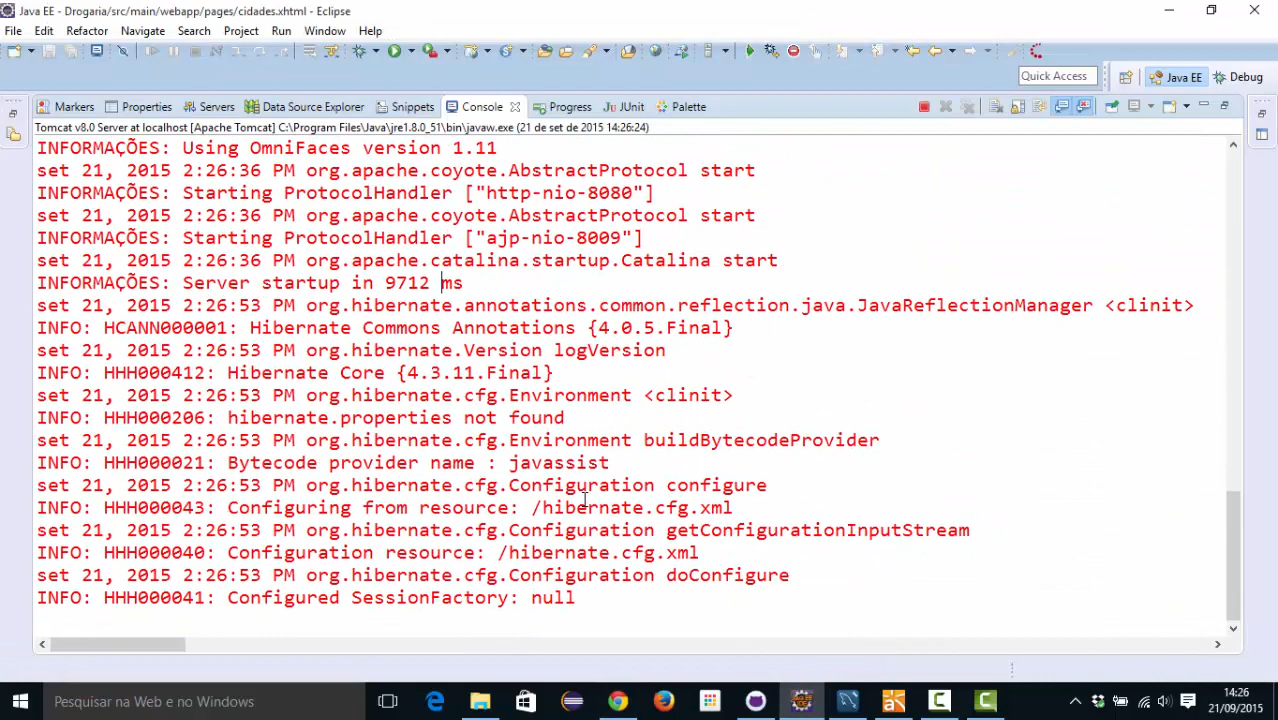 Java EE - Drogaria/src/main/webapp/pages/cidades.xhtml - Eclipse
File Edit Refactor Navigate Search Project Run Window Help
Quick Access Java EE Debug
Markers Properties Servers Data Source Explorer Snippets Console Progress JUnit Palette
Tomcat v8.0 Server at localhost [Apache Tomcat] C:\Program Files\Java\jre1.8.0_51\bin\javaw.exe (21 de set de 2015 14:26:24)
INFORMAÇÕES: Using OmniFaces version 1.11
set 21, 2015 2:26:36 PM org.apache.coyote.AbstractProtocol start
INFORMAÇÕES: Starting ProtocolHandler ["http-nio-8080"]
set 21, 2015 2:26:36 PM org.apache.coyote.AbstractProtocol start
INFORMAÇÕES: Starting ProtocolHandler ["ajp-nio-8009"]
set 21, 2015 2:26:36 PM org.apache.catalina.startup.Catalina start
INFORMAÇÕES: Server startup in 9712 ms
set 21, 2015 2:26:53 PM org.hibernate.annotations.common.reflection.java.JavaReflectionManager <clinit>
INFO: HCANN000001: Hibernate Commons Annotations {4.0.5.Final}
set 21, 2015 2:26:53 PM org.hibernate.Version logVersion
INFO: HHH000412: Hibernate Core {4.3.11.Final}
set 21, 2015 2:26:53 PM org.hibernate.cfg.Environment <clinit>
INFO: HHH000206: hibernate.properties not found
set 21, 2015 2:26:53 PM org.hibernate.cfg.Environment buildBytecodeProvider
INFO: HHH000021: Bytecode provider name : javassist
set 21, 2015 2:26:53 PM org.hibernate.cfg.Configuration configure
INFO: HHH000043: Configuring from resource: /hibernate.cfg.xml
set 21, 2015 2:26:53 PM org.hibernate.cfg.Configuration getConfigurationInputStream
INFO: HHH000040: Configuration resource: /hibernate.cfg.xml
set 21, 2015 2:26:53 PM org.hibernate.cfg.Configuration doConfigure
INFO: HHH000041: Configured SessionFactory: null
Pesquisar na Web e no Windows
14:26
21/09/2015